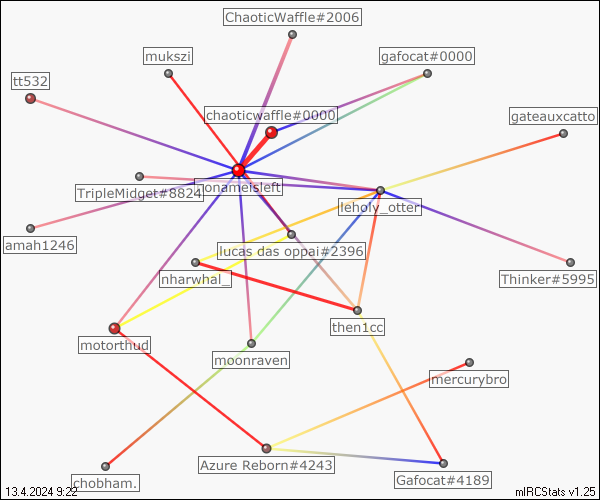 ChaoticWaffle#2006
mukszi
gafocat#0000
tt532
chaoticwaffle#0000
gateauxcatto
TripleMidget#8824
onameisleft
leholy_otter
amah1246
lucas das oppai#2396
nharwhal_
Thinker#5995
then1cc
motorthud
moonraven
mercurybro
Azure Reborn#4243
chobham.
Gafocat#4189
13.4.2024 9:22
mIRCStats v1.25